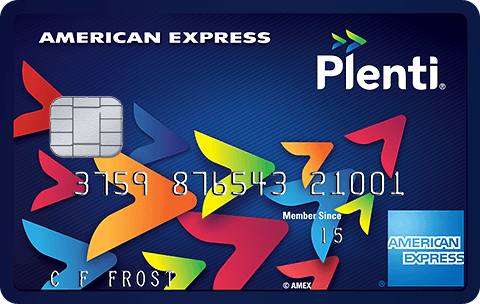 AMERICAN EXPRESS
Plenti®
3759 876543 21001
Member Since
15
AMERICAN EXPRESS
®
C F FROST
© AMEX